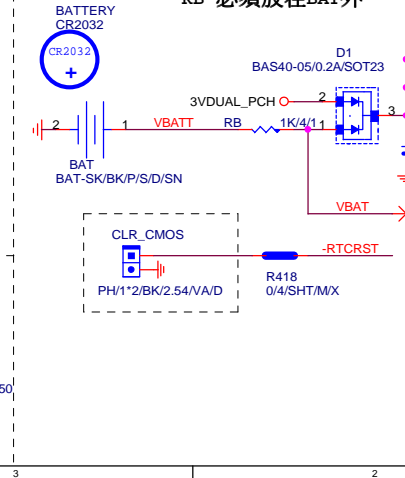 RB 必須放在BAT外
BATTERY
CR2032
CR2032
+
D1
BAS40-05/0.2A/SOT23
3VDUAL_PCH
2
3
2
1
VBATT
RB
1K/4/1
1
BAT
BAT-SK/BK/P/S/D/SN
VBAT
CLR_CMOS
-RTCRST
PH/1*2/BK/2.54/VA/D
R418
0/4/SHT/M/X
50
3
2